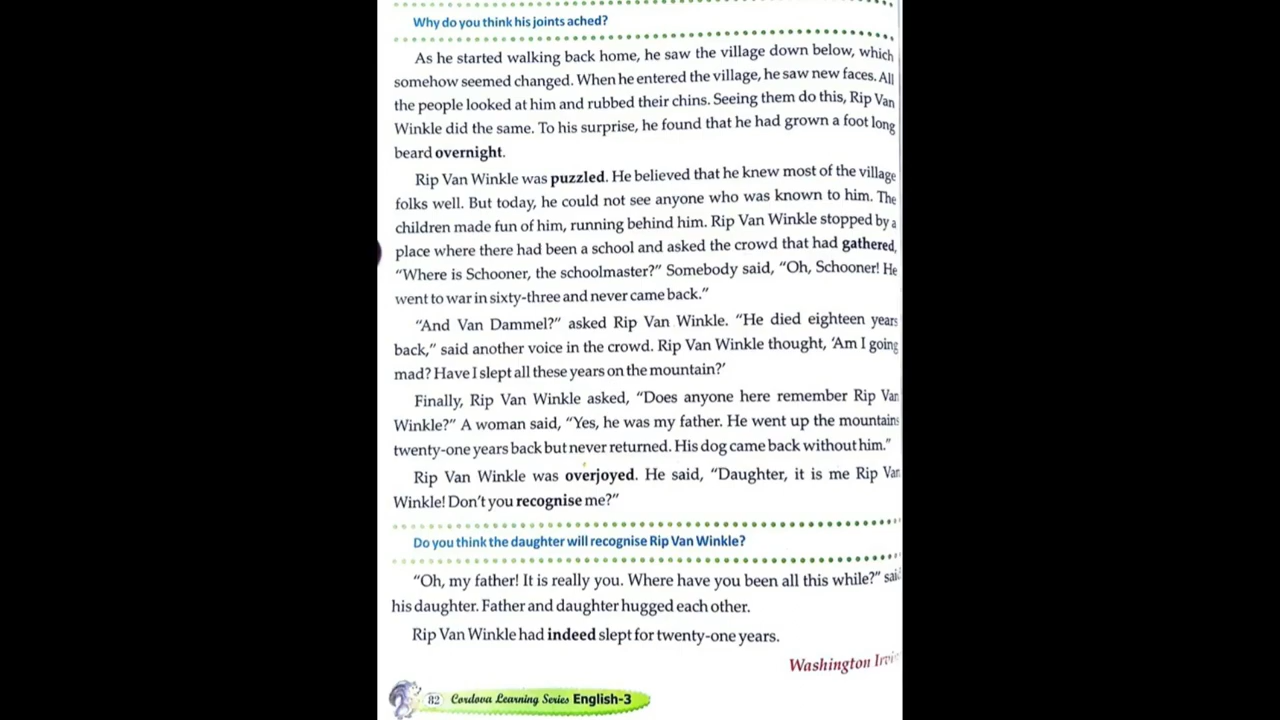 Why do you think his joints ached?
As he started walking back home, he saw the village down below, which
somehow seemed changed. When he entered the village, he saw new faces. All
the people looked at him and rubbed their chins. Seeing them do this, Rip Van
Winkle did the same. To his surprise, he found that he had grown a foot long
beard overnight.
Rip Van Winkle was puzzled. He believed that he knew most of the village
folks well. But today, he could not see anyone who was known to him. The
children made fun of him, running behind him. Rip Van Winkle stopped by a
place where there had been a school and asked the crowd that had gathered,
“Where is Schooner, the schoolmaster?” Somebody said, “Oh, Schooner! He
went to war in sixty-three and never came back.”
“And Van Dammel?” asked Rip Van Winkle. “He died eighteen years
back,” said another voice in the crowd. Rip Van Winkle thought, ‘Am I going
mad? Have I slept all these years on the mountain?’
Finally, Rip Van Winkle asked, “Does anyone here remember Rip Van
Winkle?” A woman said, “Yes, he was my father. He went up the mountains
twenty-one years back but never returned. His dog came back without him.”
Rip Van Winkle was overjoyed. He said, “Daughter, it is me Rip Van
Winkle! Don’t you recognise me?”
Do you think the daughter will recognise Rip Van Winkle?
“Oh, my father! It is really you. Where have you been all this while?” said
his daughter. Father and daughter hugged each other.
Rip Van Winkle had indeed slept for twenty-one years.
Washington
82 Cordova Learning Series English-3